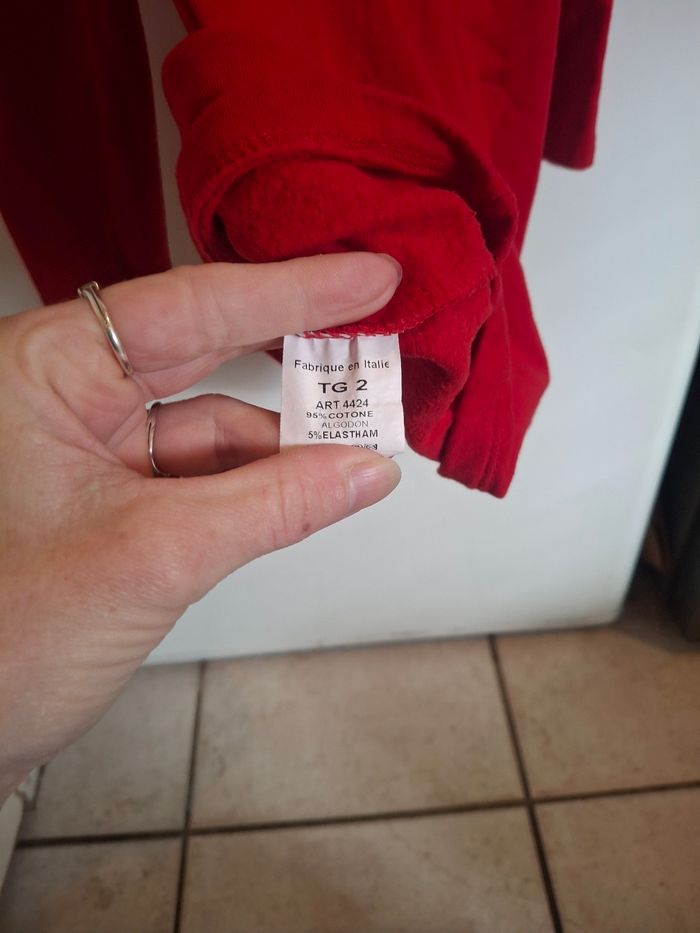 Fabrique en Italie
TG 2
ART 4424
95%COTONE
ALGODON
5%ELASTHAM